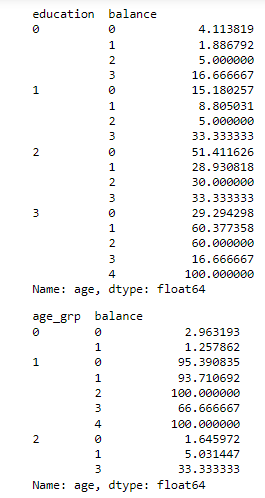 education  balance
0          0            4.113819
           1            1.886792
           2            5.000000
           3           16.666667
1          0           15.180257
           1            8.805031
           2            5.000000
           3           33.333333
2          0           51.411626
           1           28.930818
           2           30.000000
           3           33.333333
3          0           29.294298
           1           60.377358
           2           60.000000
           3           16.666667
           4          100.000000
Name: age, dtype: float64
age_grp  balance
0        0            2.963193
         1            1.257862
1        0           95.390835
         1           93.710692
         2          100.000000
         3           66.666667
         4          100.000000
2        0            1.645972
         1            5.031447
         3           33.333333
Name: age, dtype: float64